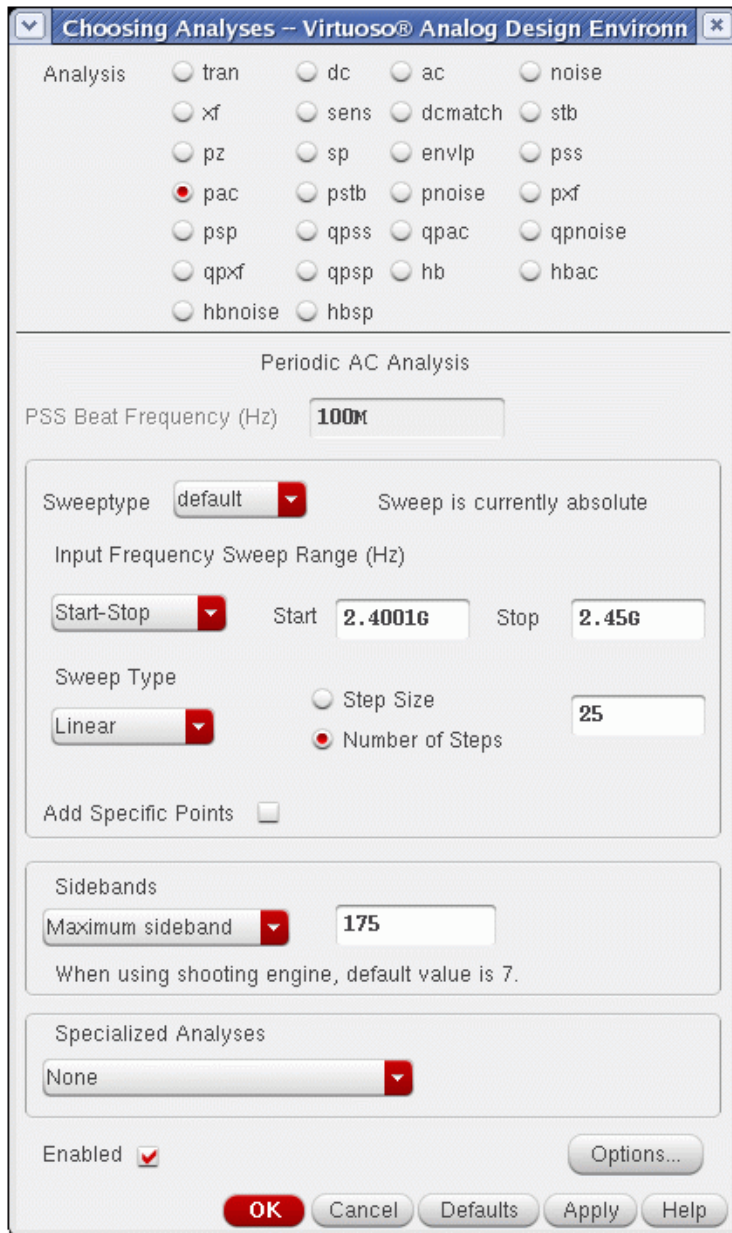 Choosing Analyses -- Virtuoso® Analog Design Environn
Analysis tran dc ac noise
xf sens dcmatch stb
pz sp envlp pss
pac pstb pnoise pxf
psp qpss qpac qpnoise
qpxf qpsp hb hbac
hbnoise hbsp
Periodic AC Analysis
PSS Beat Frequency (Hz) 100M
Sweeptype default Sweep is currently absolute
Input Frequency Sweep Range (Hz)
Start-Stop Start 2.4001G Stop 2.45G
Sweep Type
Linear Step Size
Number of Steps 25
Add Specific Points
Sidebands
Maximum sideband 175
When using shooting engine, default value is 7.
Specialized Analyses
None
Enabled Options...
OK Cancel Defaults Apply Help